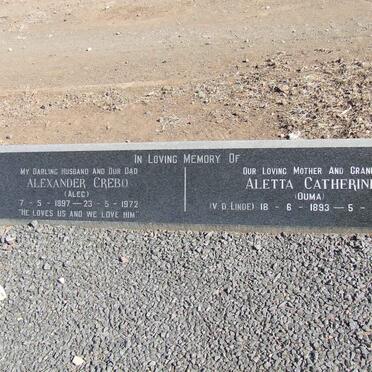 IN LOVING MEMORY OF
MY DARLING HUSBAND AND OUR DAD
ALEXANDER CREBO
(ALEC)
7 - 5 - 1897 — 23 - 5 - 1972
"HE LOVES US AND WE LOVE HIM"
OUR LOVING MOTHER AND GRAN
ALETTA CATHERIN
(OUMA)
(V. D. LINDE) 18 - 6 - 1893 — 5 -